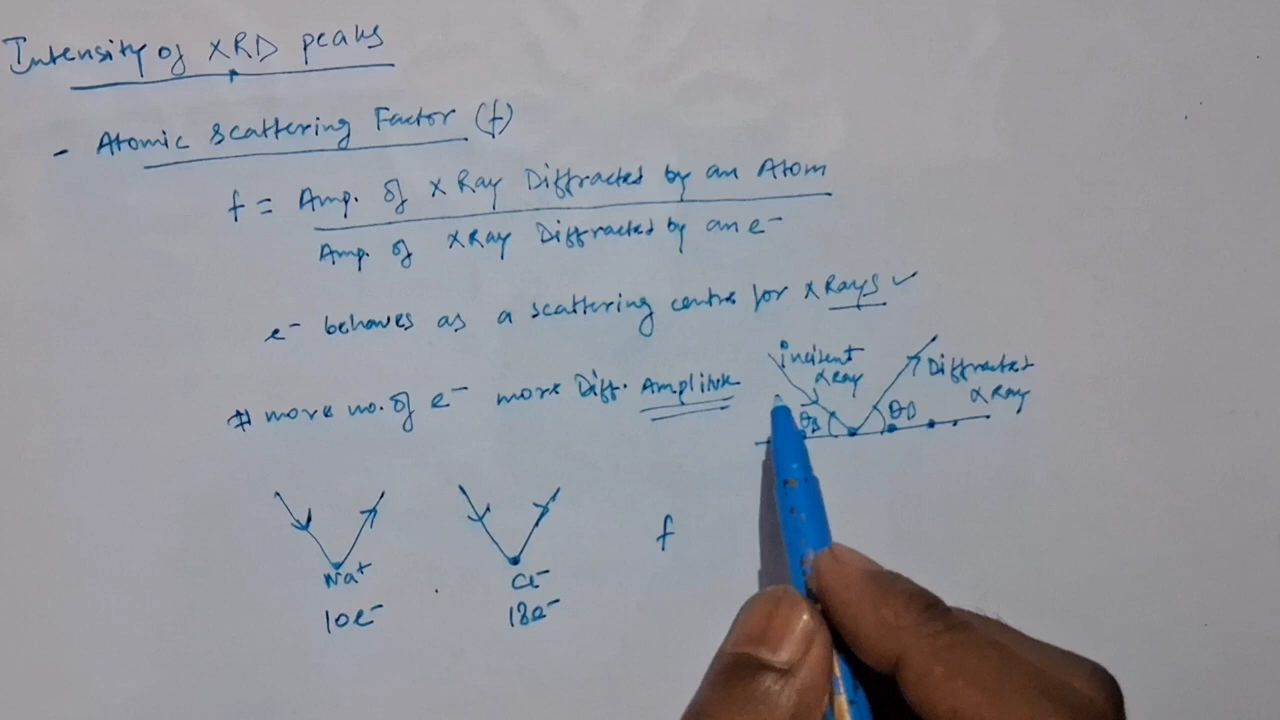 Intensity of XRD peaks
- Atomic Scattering Factor (f)
f = Amp. of X Ray Diffracted by an Atom
Amp. of X Ray Diffracted by an e-
e- behaves as a scattering centre for X Rays ✓
# more no. of e- more Diff. Amplitude
incident
X Ray
Diffracted
X Ray
θ
θ
Na+
10e-
Cl-
18e-
f